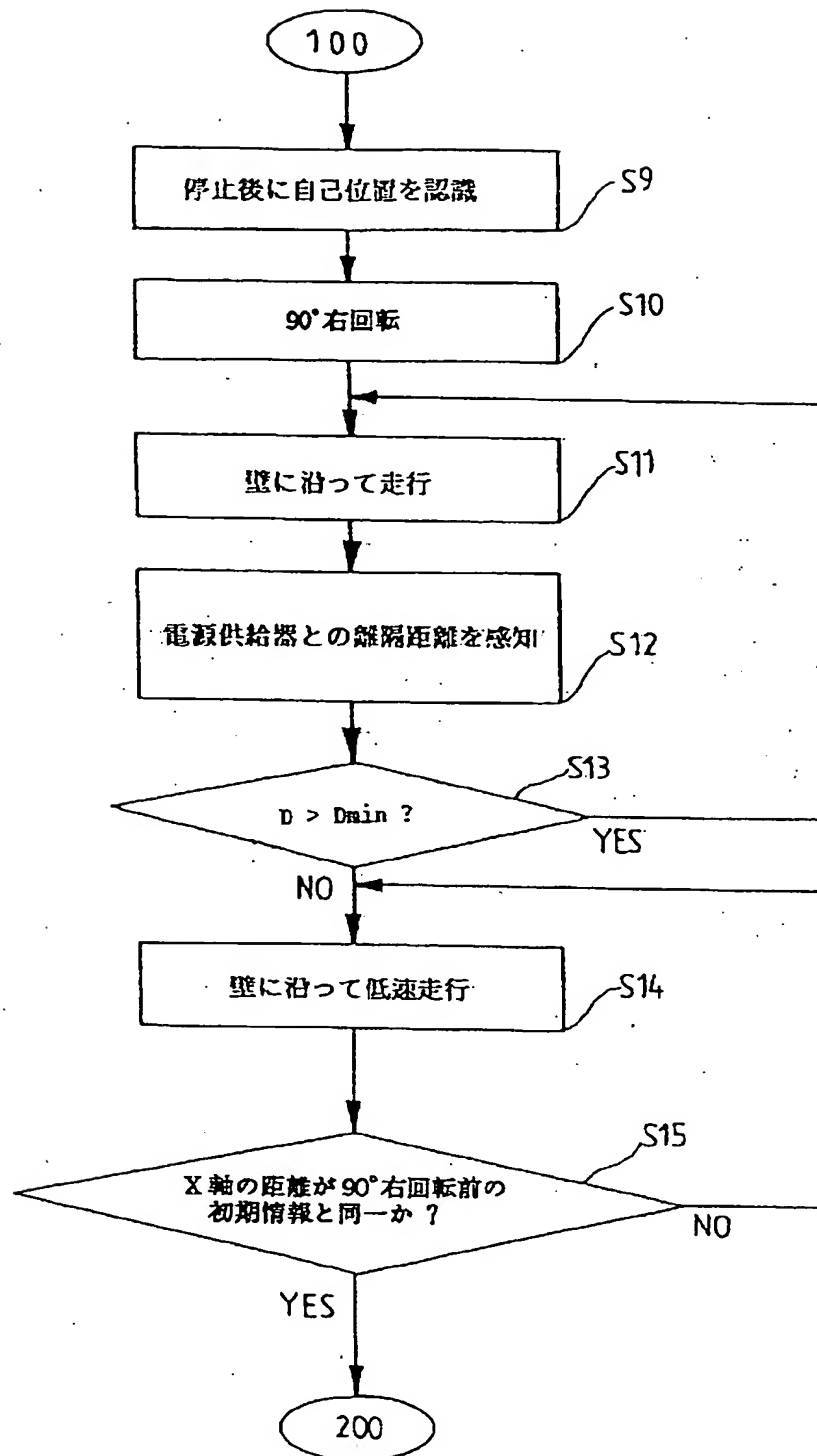 100
停止後に自己位置を認識
S9
90°右回転
S10
壁に沿って走行
S11
電源供給器との離隔距離を感知
S12
S13
D > Dmin ?
YES
NO
壁に沿って低速走行
S14
S15
X軸の距離が90°右回転前の
初期情報と同一か ?
NO
YES
200